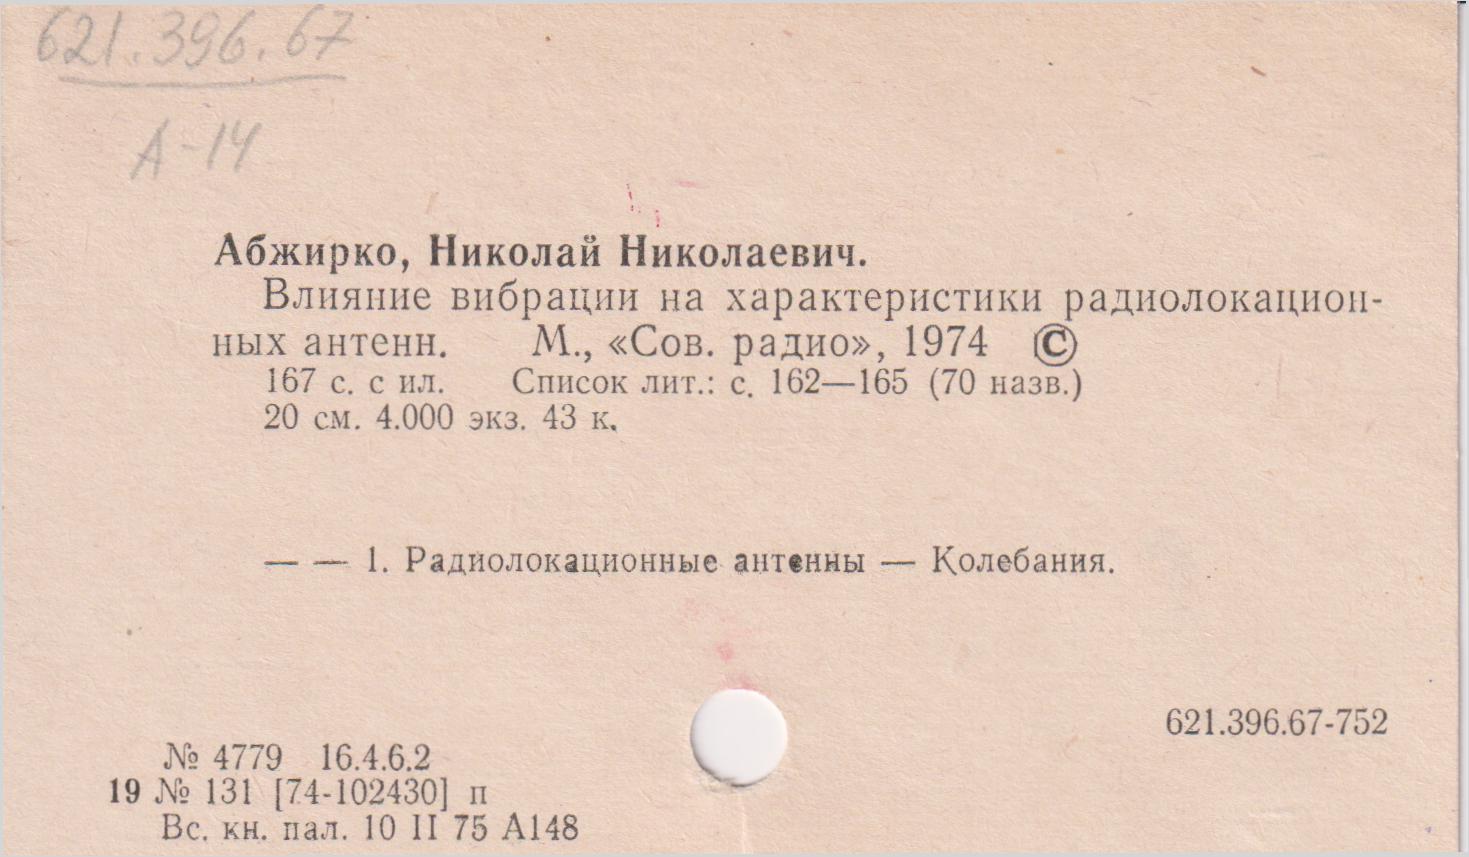 621.396.67
А-14
Абжирко, Николай Николаевич.
Влияние вибрации на характеристики радиолокацион-
ных антенн. М., «Сов. радио», 1974 ©
167 с. с ил. Список лит.: с. 162—165 (70 назв.)
20 см. 4.000 экз. 43 к.
— — 1. Радиолокационные антенны — Колебания.
621.396.67-752
№ 4779 16.4.6.2
19 № 131 [74-102430] п
Вс. кн. пал. 10 II 75 А148